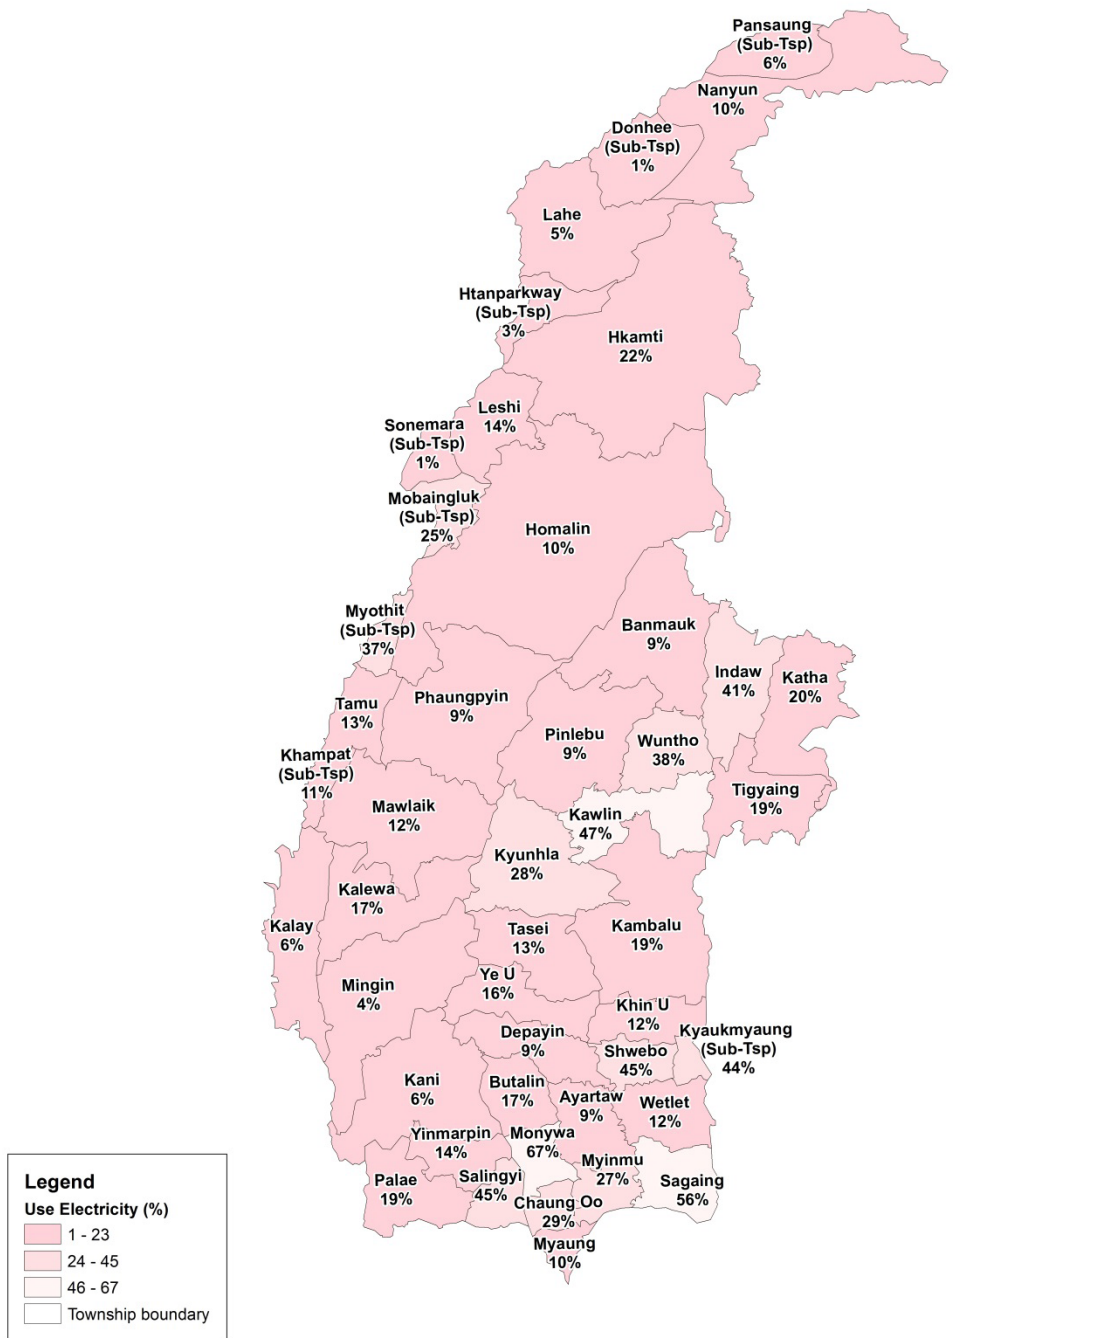 Pansaung
(Sub-Tsp)
6%
Nanyun
10%
Donhee
(Sub-Tsp)
1%
Lahe
5%
Htanparkway
(Sub-Tsp)
3%
Hkamti
22%
Leshi
14%
Sonemara
(Sub-Tsp)
1%
Mobaingluk
(Sub-Tsp)
25%
Homalin
10%
Myothit
(Sub-Tsp)
37%
Banmauk
9%
Indaw
41%
Katha
20%
Tamu
13%
Phaungpyin
9%
Pinlebu
9%
Wuntho
38%
Khampat
(Sub-Tsp)
11%
Mawlaik
12%
Tigyaing
19%
Kawlin
47%
Kyunhla
28%
Kalewa
17%
Kalay
6%
Tasei
13%
Kambalu
19%
Mingin
4%
Ye U
16%
Khin U
12%
Kyaukmyaung
(Sub-Tsp)
44%
Depayin
9%
Shwebo
45%
Kani
6%
Butalin
17%
Ayartaw
9%
Wetlet
12%
Yinmarpin
14%
Monywa
67%
Myinmu
27%
Sagaing
56%
Palae
19%
Salingyi
45%
Chaung Oo
29%
Myaung
10%
Legend
Use Electricity (%)
1 - 23
24 - 45
46 - 67
Township boundary